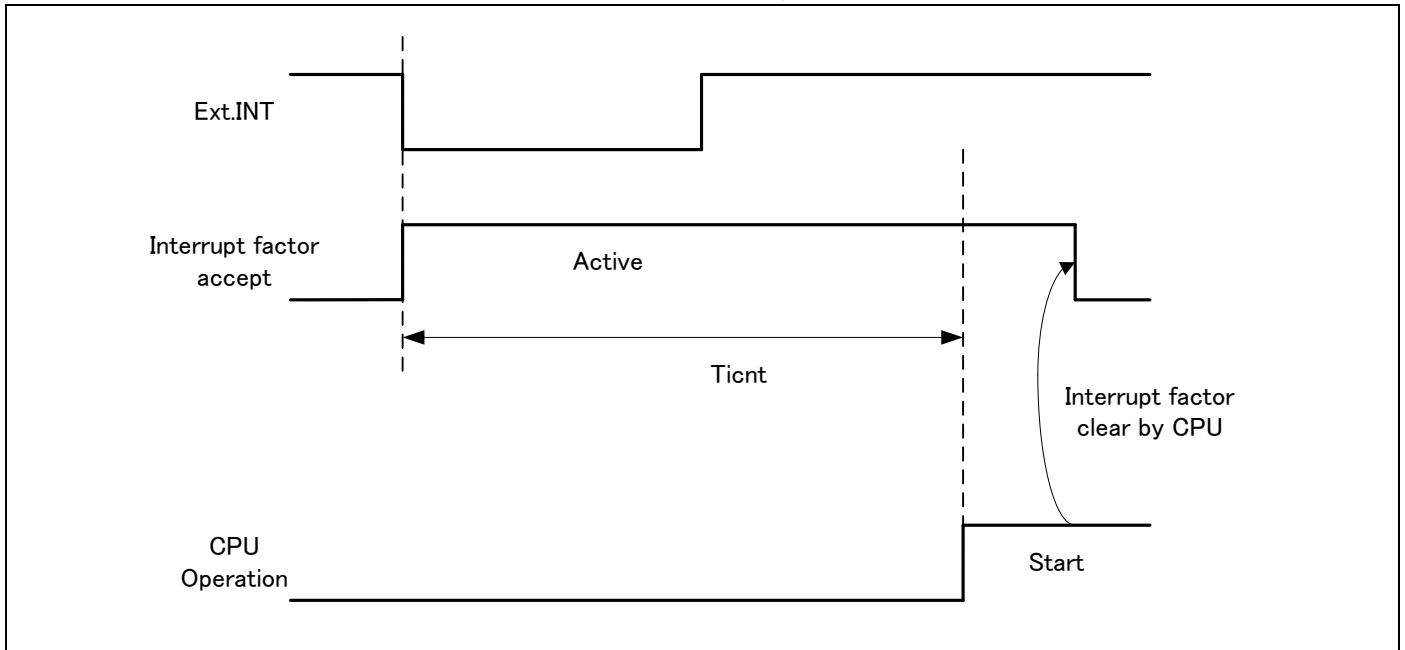 Ext.INT
Interrupt factor
accept
Active
Ticnt
Interrupt factor
clear by CPU
CPU
Operation
Start